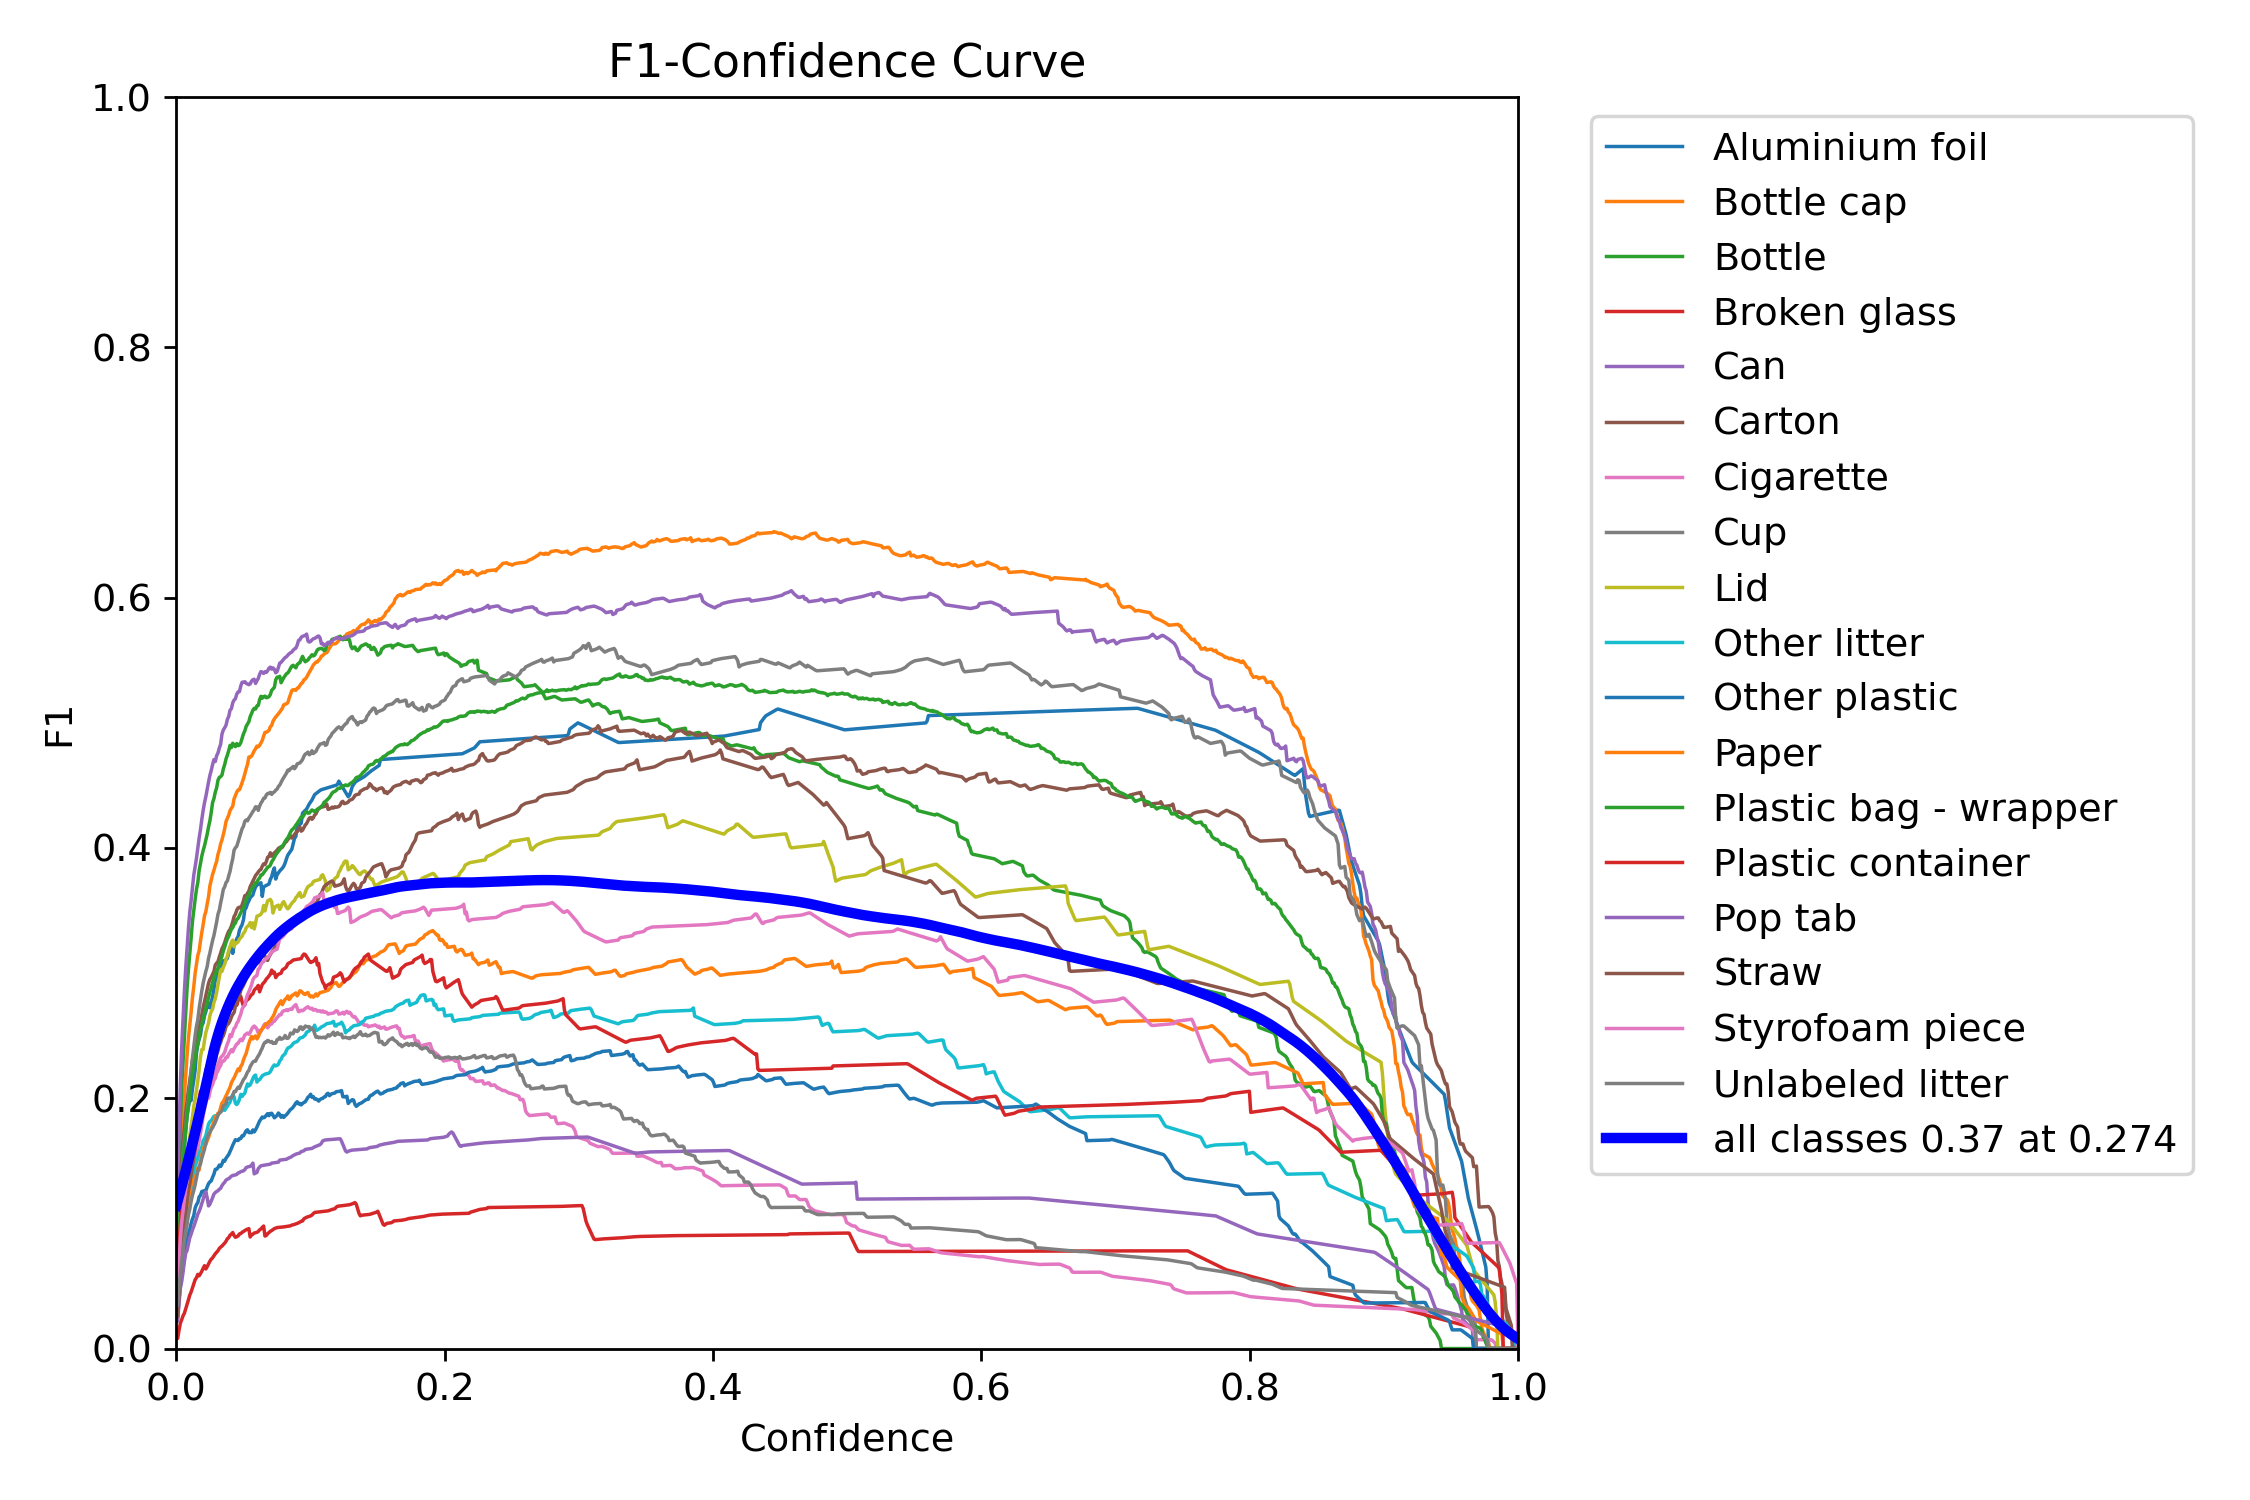 F1-Confidence Curve
1.0
0.8
0.6
0.4
0.2
0.0
F1
0.0 0.2 0.4 0.6 0.8 1.0
Confidence
Aluminium foil
Bottle cap
Bottle
Broken glass
Can
Carton
Cigarette
Cup
Lid
Other litter
Other plastic
Paper
Plastic bag - wrapper
Plastic container
Pop tab
Straw
Styrofoam piece
Unlabeled litter
all classes 0.37 at 0.274